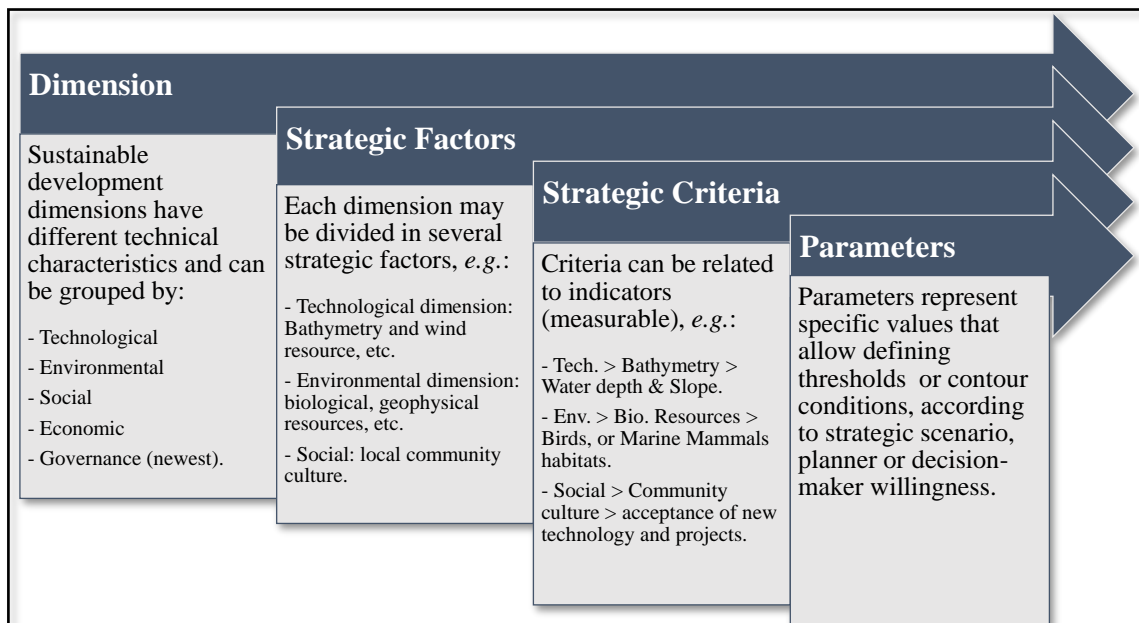 Dimension
Sustainable
development
dimensions have
different technical
characteristics and can
be grouped by:
- Technological
- Environmental
- Social
- Economic
- Governance (newest).
Strategic Factors
Each dimension may
be divided in several
strategic factors, e.g.:
- Technological dimension:
Bathymetry and wind
resource, etc.
- Environmental dimension:
biological, geophysical
resources, etc.
- Social: local community
culture.
Strategic Criteria
Criteria can be related
to indicators
(measurable), e.g.:
- Tech. > Bathymetry >
Water depth & Slope.
- Env. > Bio. Resources >
Birds, or Marine Mammals
habitats.
- Social > Community
culture > acceptance of new
technology and projects.
Parameters
Parameters represent
specific values that
allow defining
thresholds or contour
conditions, according
to strategic scenario,
planner or decision-
maker willingness.